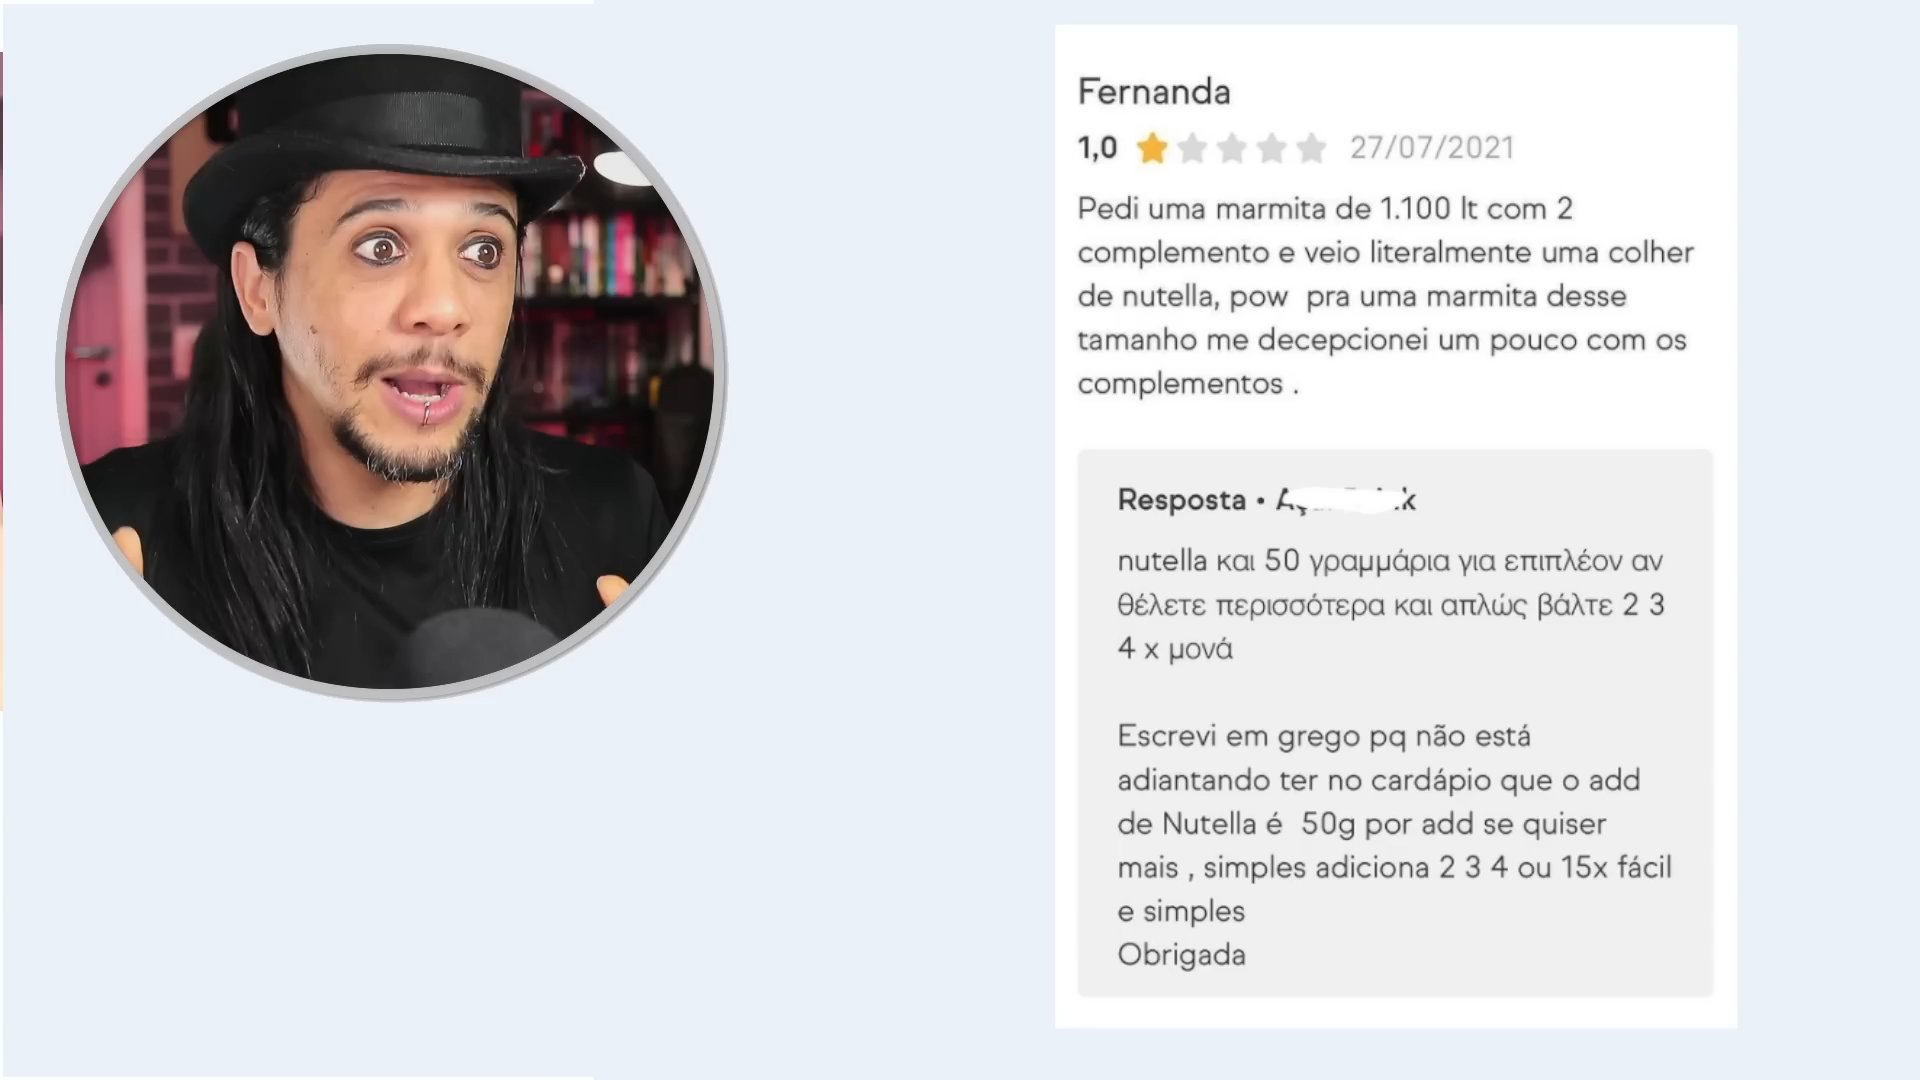 Fernanda
1,0 27/07/2021
Pedi uma marmita de 1.100 lt com 2
complemento e veio literalmente uma colher
de nutella, pow pra uma marmita desse
tamanho me decepcionei um pouco com os
complementos .
Resposta •
nutella και 50 γραμμάρια για επιπλέον αν
θέλετε περισσότερα και απλώς βάλτε 2 3
4 x μονά
Escrevi em grego pq não está
adiantando ter no cardápio que o add
de Nutella é 50g por add se quiser
mais , simples adiciona 2 3 4 ou 15x fácil
e simples
Obrigada